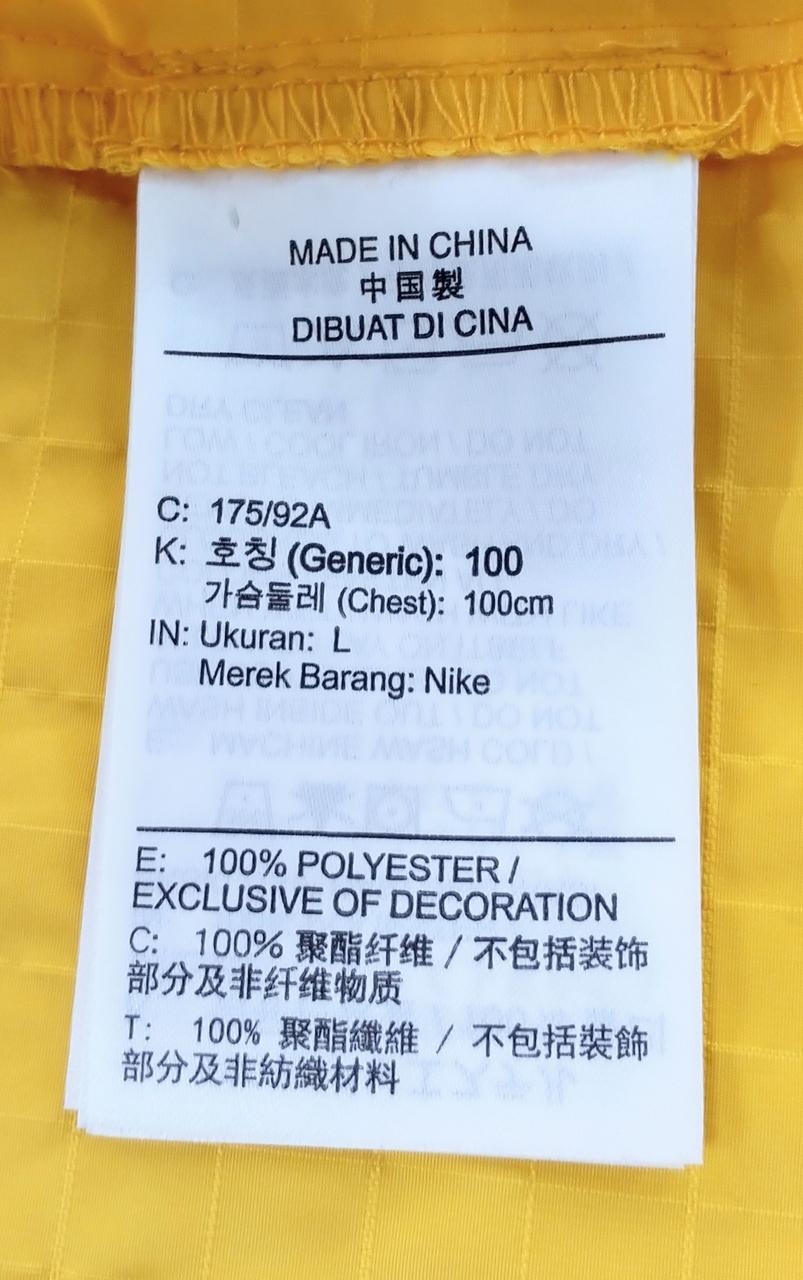 MADE IN CHINA
中国製
DIBUAT DI CINA
C: 175/92A
K: 호칭 (Generic): 100
가슴둘레 (Chest): 100cm
IN: Ukuran: L
Merek Barang: Nike
E: 100% POLYESTER /
EXCLUSIVE OF DECORATION
C: 100% 聚酯纤维 / 不包括装饰
部分及非纤维物质
T: 100% 聚酯纖維 / 不包括裝飾
部分及非紡織材料